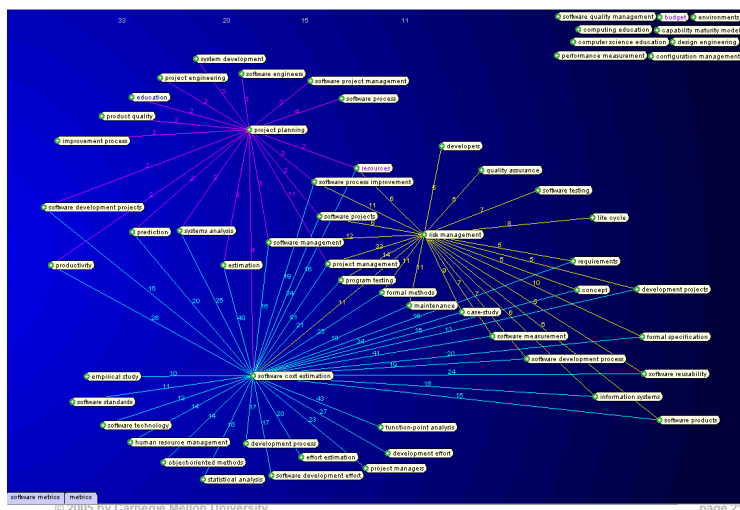 33 20 15 11
software quality management budget environments
computing education capability maturity model
computer science education design engineering
performance measurement configuration management
system development
software engineers
project engineering
software project management
education
software process
product quality
project planning
improvement process
developers
resources
quality assurance
software process improvement
software testing
software development projects
software projects
life cycle
prediction
systems analysis
risk management
software management
productivity
estimation
project management
requirements
program testing
formal methods
concept
development projects
maintenance
case-study
software measurement
formal specification
software development process
empirical study
software cost estimation
software reusability
software standards
information systems
software technology
function-point analysis
software products
human resource management
development process
development effort
object-oriented methods
effort estimation
project managers
statistical analysis
software development effort
software metrics metrics
© 2005 by Carnegie Mellon University